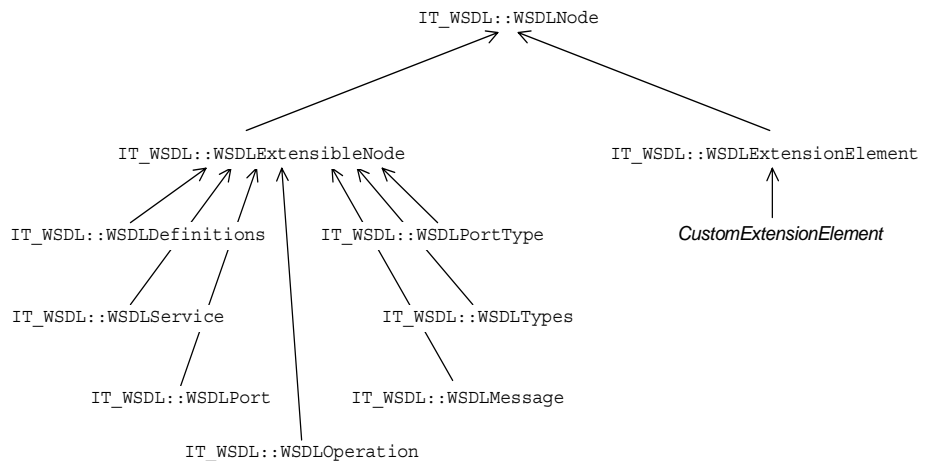 IT_WSDL::WSDLNode
IT_WSDL::WSDLExtensibleNode
IT_WSDL::WSDLExtensionElement
IT_WSDL::WSDLDefinitions
IT_WSDL::WSDLPortType
CustomExtensionElement
IT_WSDL::WSDLService
IT_WSDL::WSDLTypes
IT_WSDL::WSDLPort
IT_WSDL::WSDLMessage
IT_WSDL::WSDLOperation